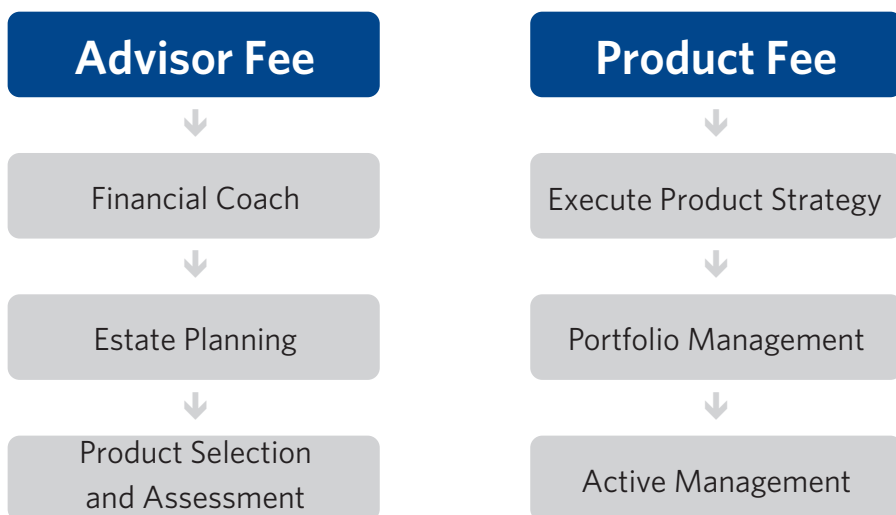 Advisor Fee
Financial Coach
Estate Planning
Product Selection
and Assessment
Product Fee
Execute Product Strategy
Portfolio Management
Active Management